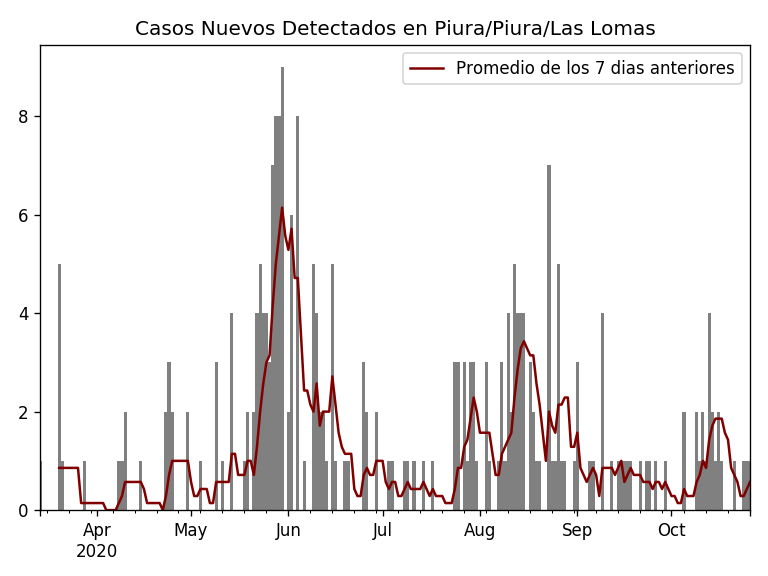 Casos Nuevos Detectados en Piura/Piura/Las Lomas
Promedio de los 7 dias anteriores
8
6
4
2
0
Apr May Jun Jul Aug Sep Oct
2020